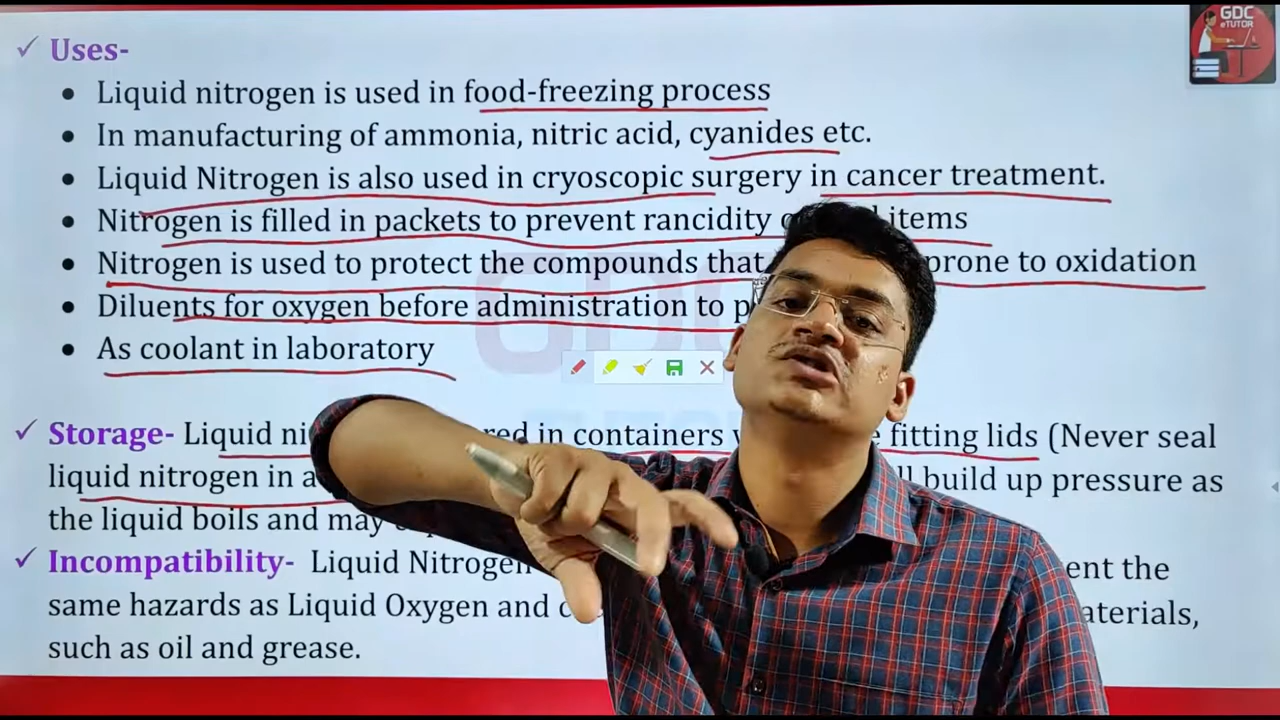 GDC
eTUTOR
✓ Uses-
• Liquid nitrogen is used in food-freezing process
• In manufacturing of ammonia, nitric acid, cyanides etc.
• Liquid Nitrogen is also used in cryoscopic surgery in cancer treatment.
• Nitrogen is filled in packets to prevent rancidity items
• Nitrogen is used to protect the compounds that prone to oxidation
• Diluents for oxygen before administration to
• As coolant in laboratory
✓ Storage- Liquid in containers fitting lids (Never seal
liquid nitrogen in build up pressure as
the liquid boils and may
✓ Incompatibility- Liquid Nitrogen the
same hazards as Liquid Oxygen and
such as oil and grease.